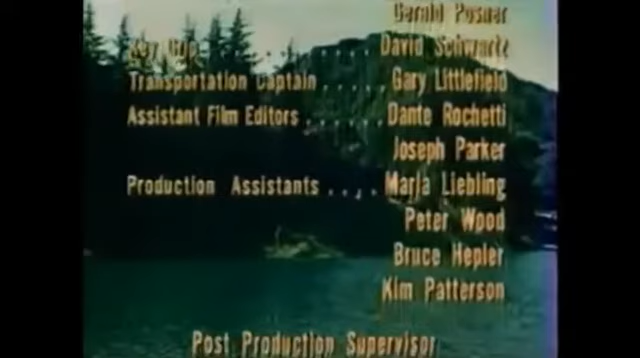 Gerald Posner
Key Grip . . . . . . . . . David Schwartz
Transportation Captain . . . . . Gary Littlefield
Assistant Film Editors . . . . . . Dante Rochetti
Joseph Parker
Production Assistants . . . . Marla Liebling
Peter Wood
Bruce Hepler
Kim Patterson
Post Production Supervisor